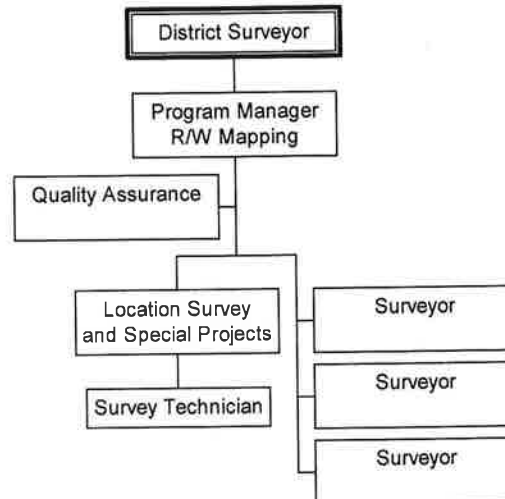 District Surveyor
Program Manager
R/W Mapping
Quality Assurance
Location Survey
and Special Projects
Survey Technician
Surveyor
Surveyor
Surveyor